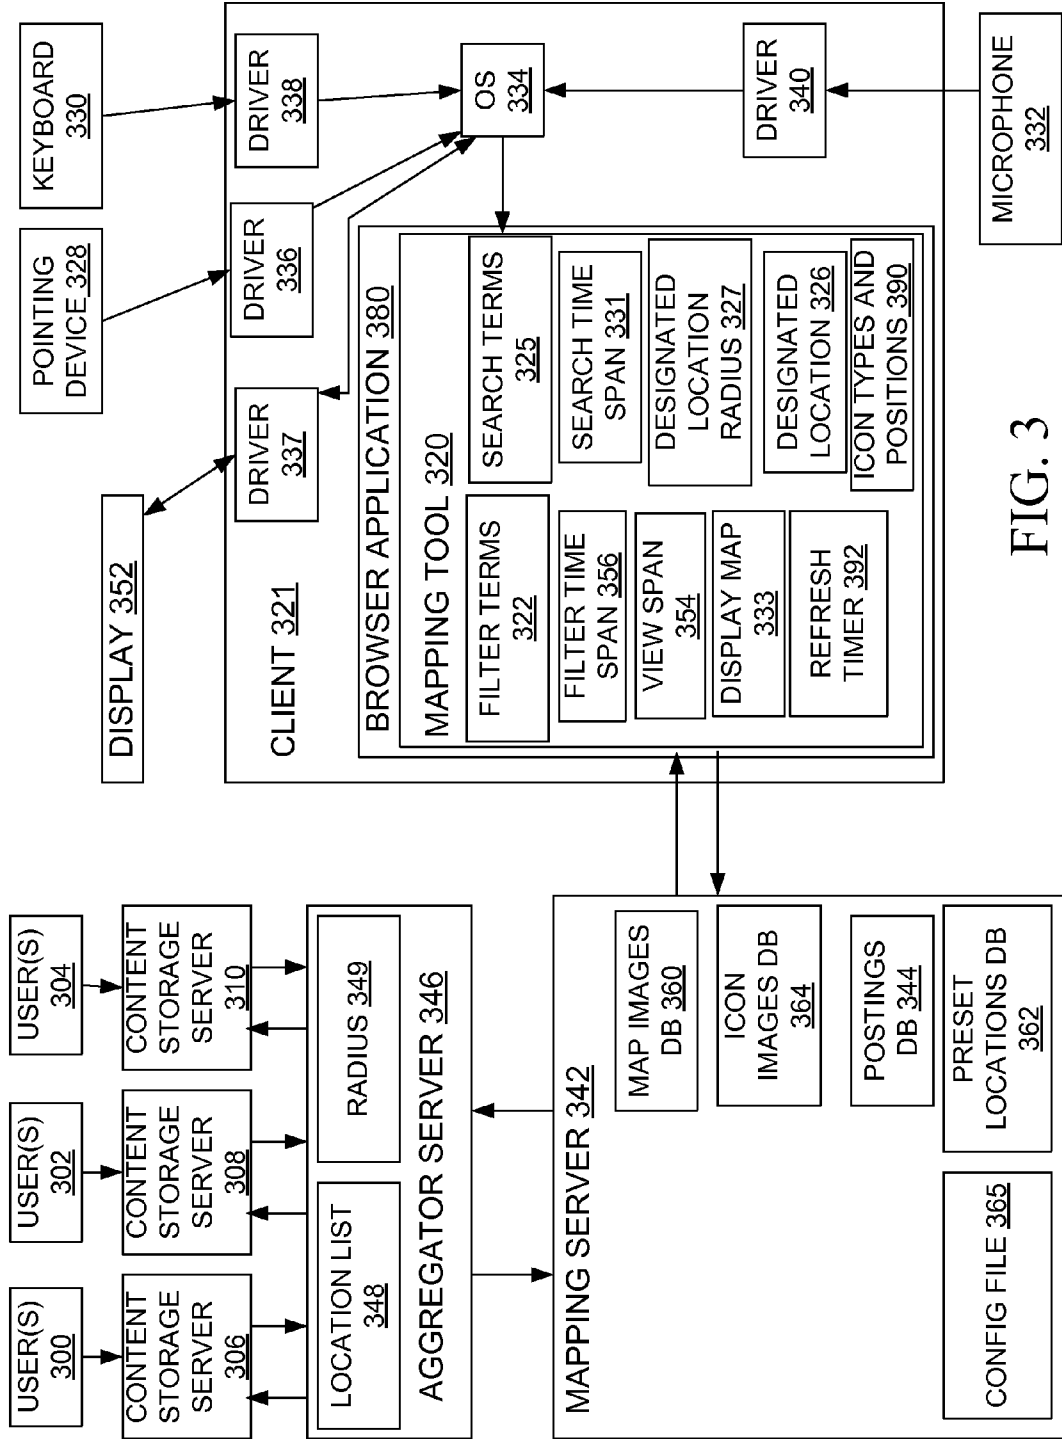 USER(S)
300
USER(S)
302
USER(S)
304
CONTENT
STORAGE
SERVER
306
CONTENT
STORAGE
SERVER
308
CONTENT
STORAGE
SERVER
310
LOCATION LIST
348
RADIUS 349
AGGREGATOR SERVER 346
MAPPING SERVER 342
MAP IMAGES
DB 360
ICON
IMAGES DB
364
POSTINGS
DB 344
PRESET
LOCATIONS DB
362
CONFIG FILE 365
DISPLAY 352
POINTING
DEVICE 328
KEYBOARD
330
CLIENT 321
DRIVER
337
DRIVER
336
DRIVER
338
OS
334
DRIVER
340
MICROPHONE
332
BROWSER APPLICATION 380
MAPPING TOOL 320
FILTER TERMS
322
SEARCH TERMS
325
FILTER TIME
SPAN 356
SEARCH TIME
SPAN 331
VIEW SPAN
354
DESIGNATED
LOCATION
RADIUS 327
DISPLAY MAP
333
DESIGNATED
LOCATION 326
REFRESH
TIMER 392
ICON TYPES AND
POSITIONS 390
FIG. 3